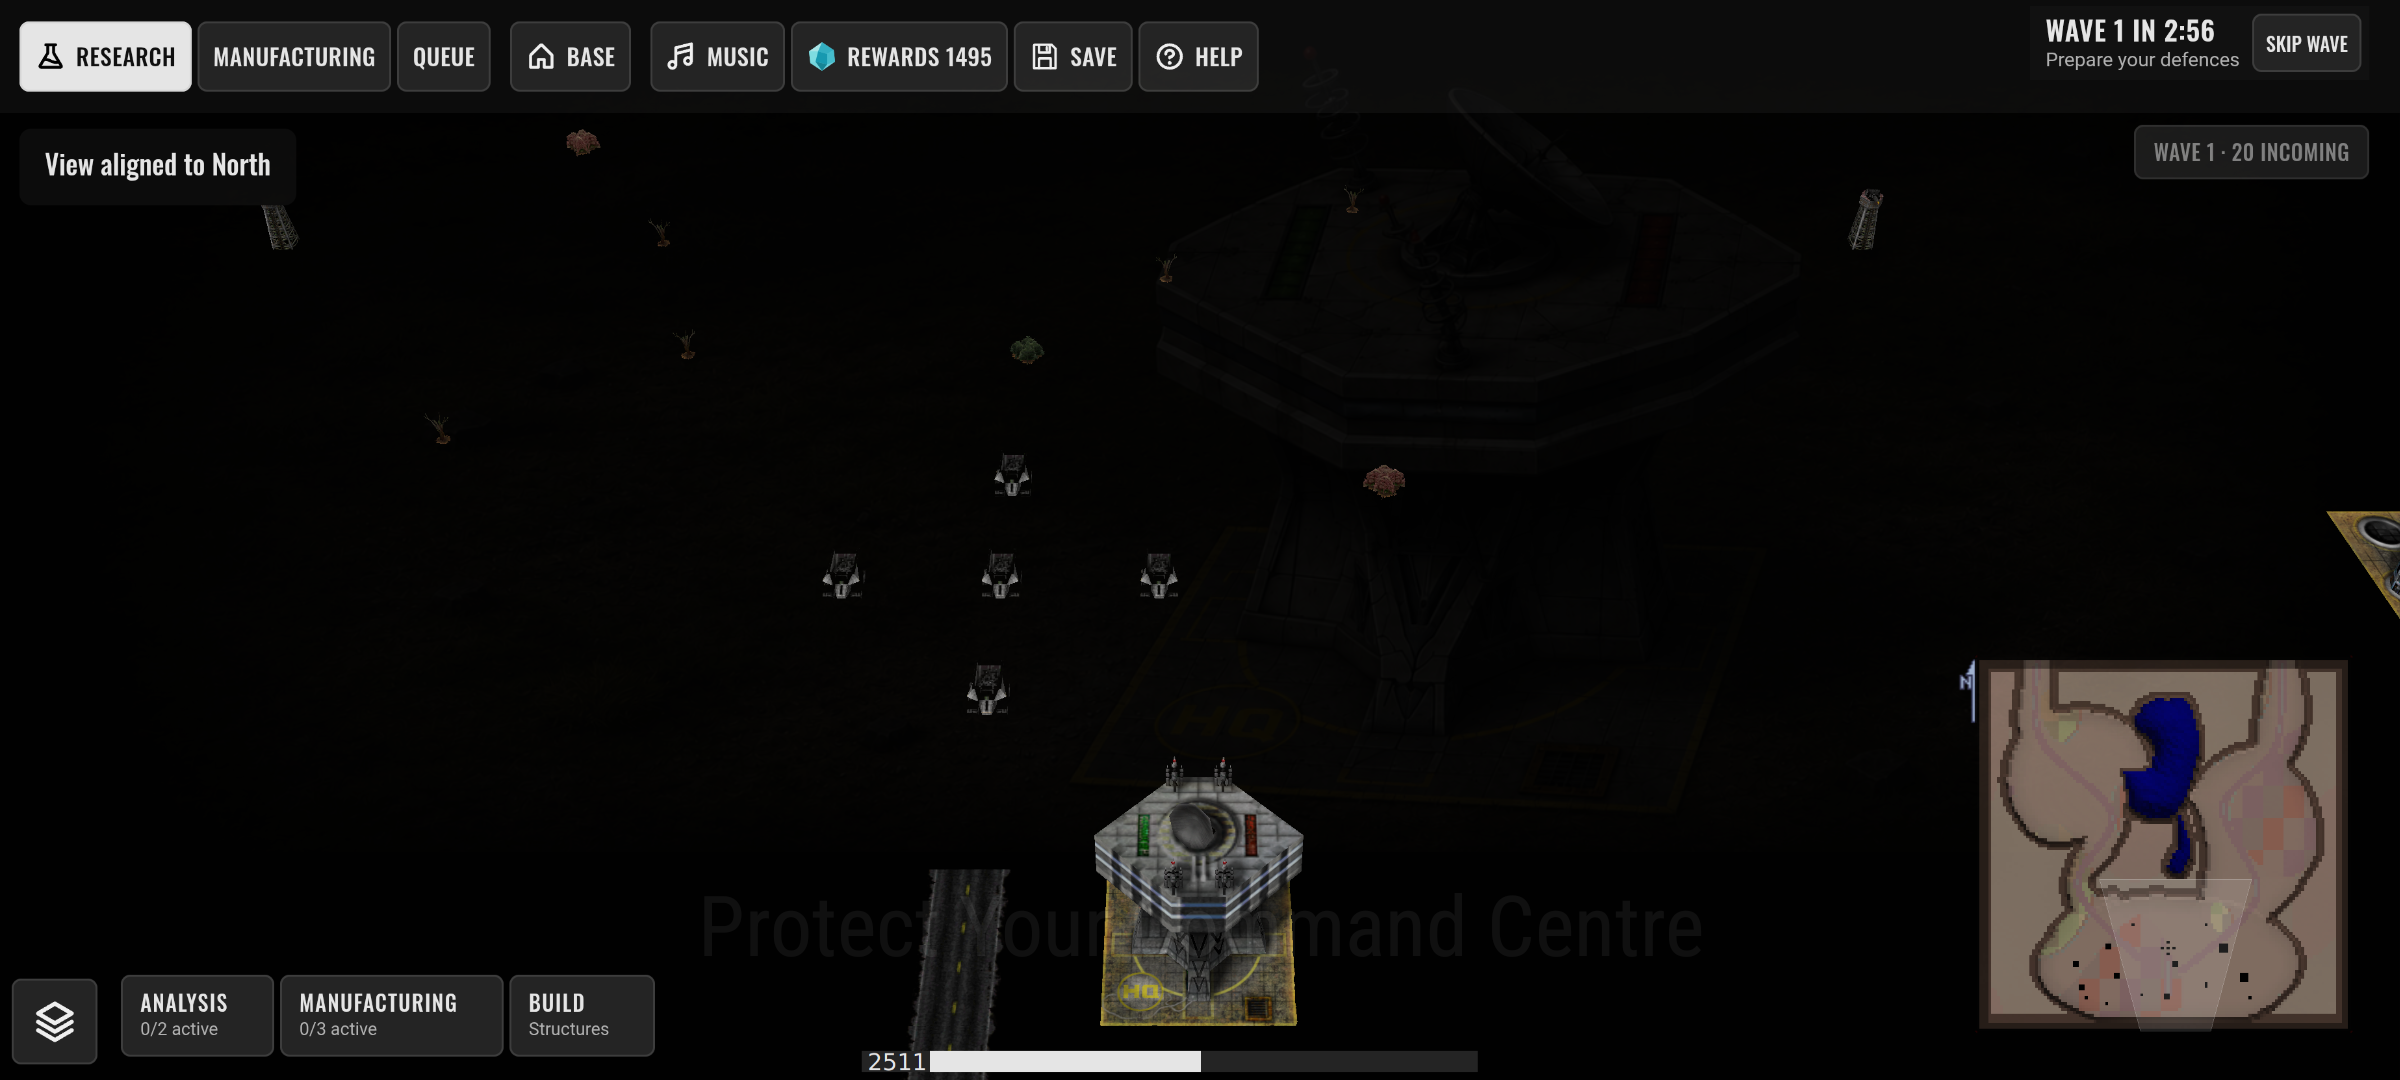 RESEARCH
MANUFACTURING
QUEUE
BASE
MUSIC
REWARDS 1495
SAVE
HELP
WAVE 1 IN 2:56
Prepare your defences
SKIP WAVE
View aligned to North
WAVE 1 · 20 INCOMING
N
HQ
Protect Your Command Centre
HQ
ANALYSIS
0/2 active
MANUFACTURING
0/3 active
BUILD
Structures
2511